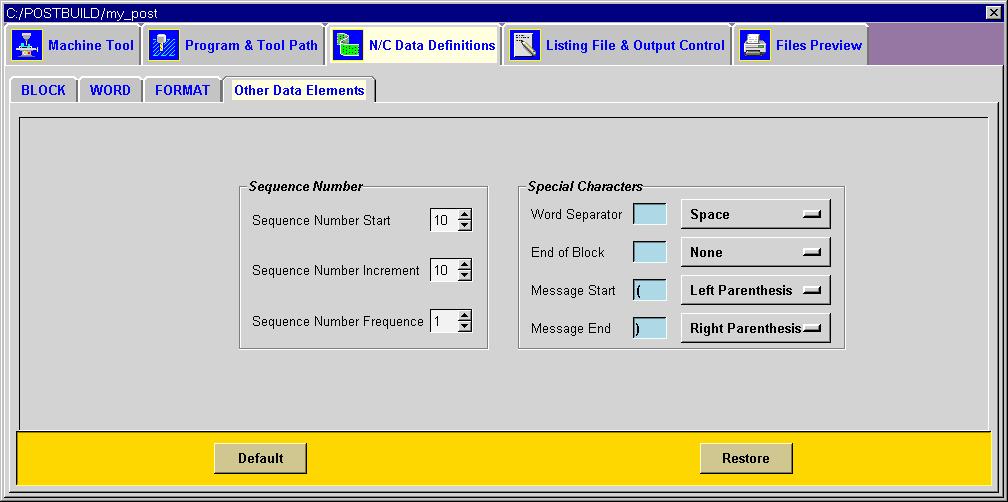 C:/POSTBUILD/my_post
Machine Tool
Program & Tool Path
N/C Data Definitions
Listing File & Output Control
Files Preview
BLOCK
WORD
FORMAT
Other Data Elements
Sequence Number
Sequence Number Start 10
Sequence Number Increment 10
Sequence Number Frequence 1
Special Characters
Word Separator Space
End of Block None
Message Start ( Left Parenthesis
Message End ) Right Parenthesis
Default
Restore